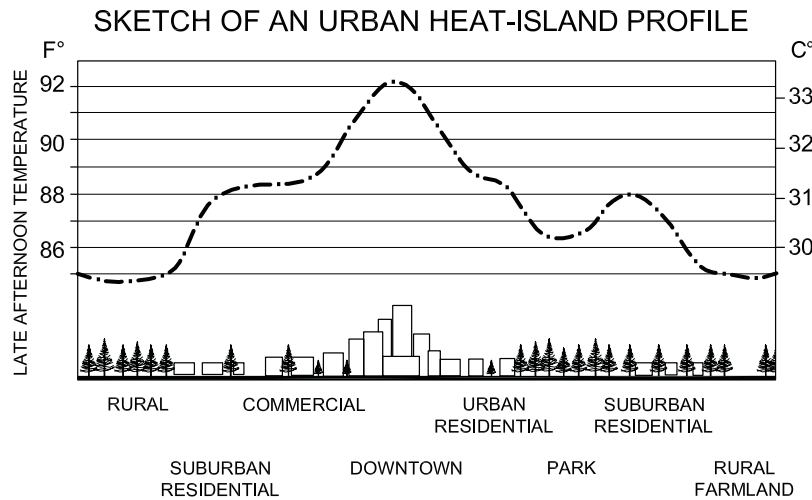 SKETCH OF AN URBAN HEAT-ISLAND PROFILE
F°
C°
LATE AFTERNOON TEMPERATURE
92
90
88
86
33
32
31
30
RURAL
COMMERCIAL
URBAN
RESIDENTIAL
SUBURBAN
RESIDENTIAL
SUBURBAN
RESIDENTIAL
DOWNTOWN
PARK
RURAL
FARMLAND